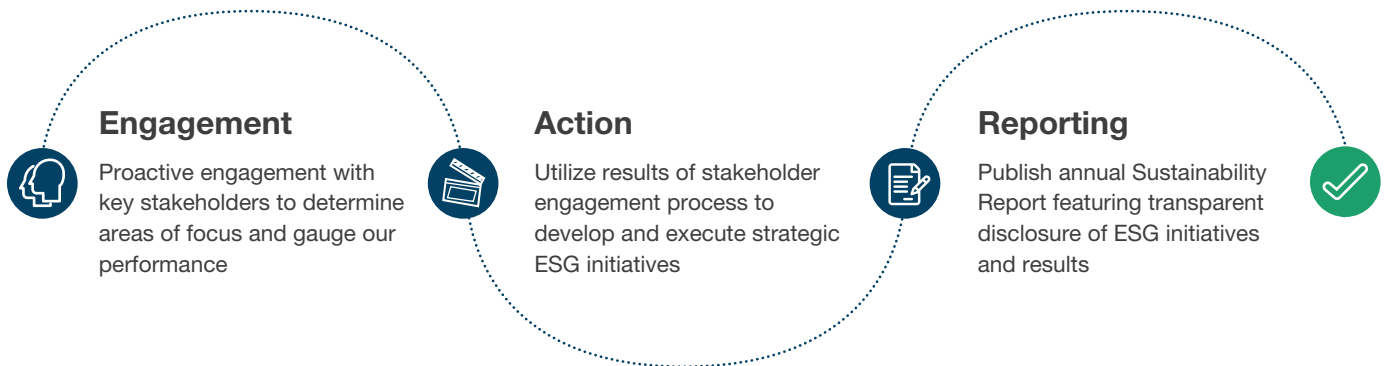 Engagement
Proactive engagement with
key stakeholders to determine
areas of focus and gauge our
performance
Action
Utilize results of stakeholder
engagement process to
develop and execute strategic
ESG initiatives
Reporting
Publish annual Sustainability
Report featuring transparent
disclosure of ESG initiatives
and results